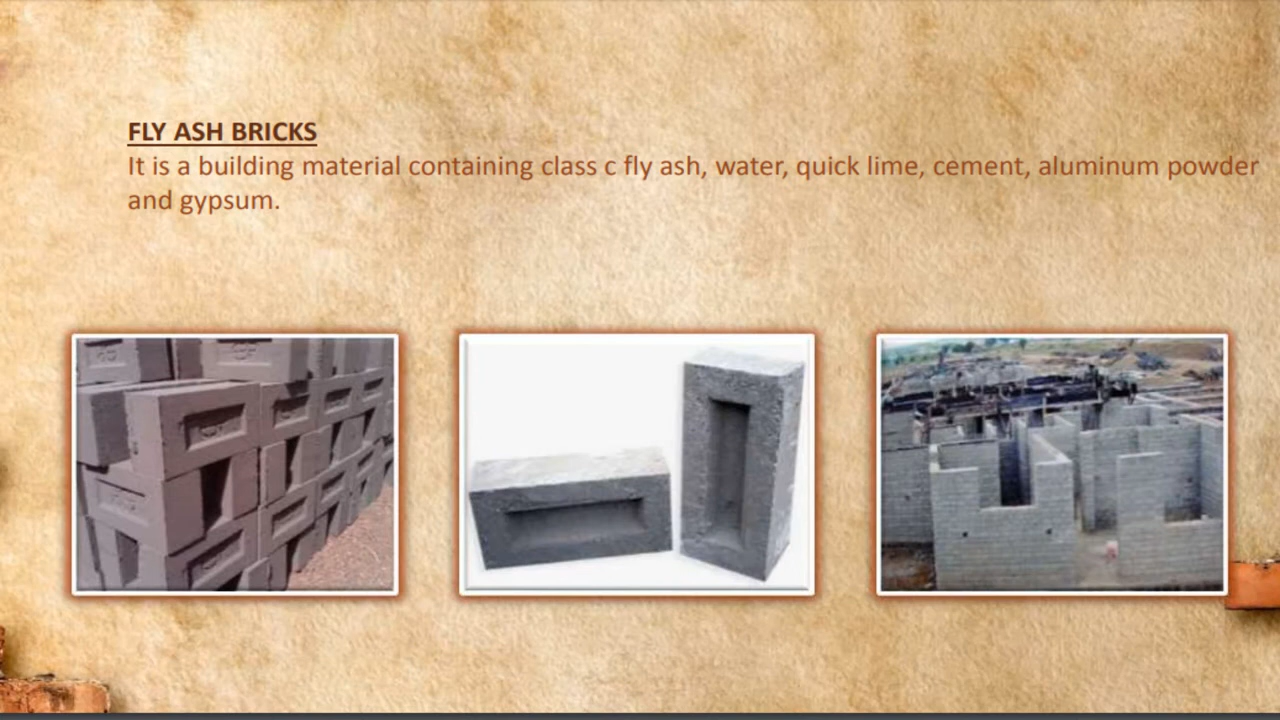 FLY ASH BRICKS
It is a building material containing class c fly ash, water, quick lime, cement, aluminum powder
and gypsum.